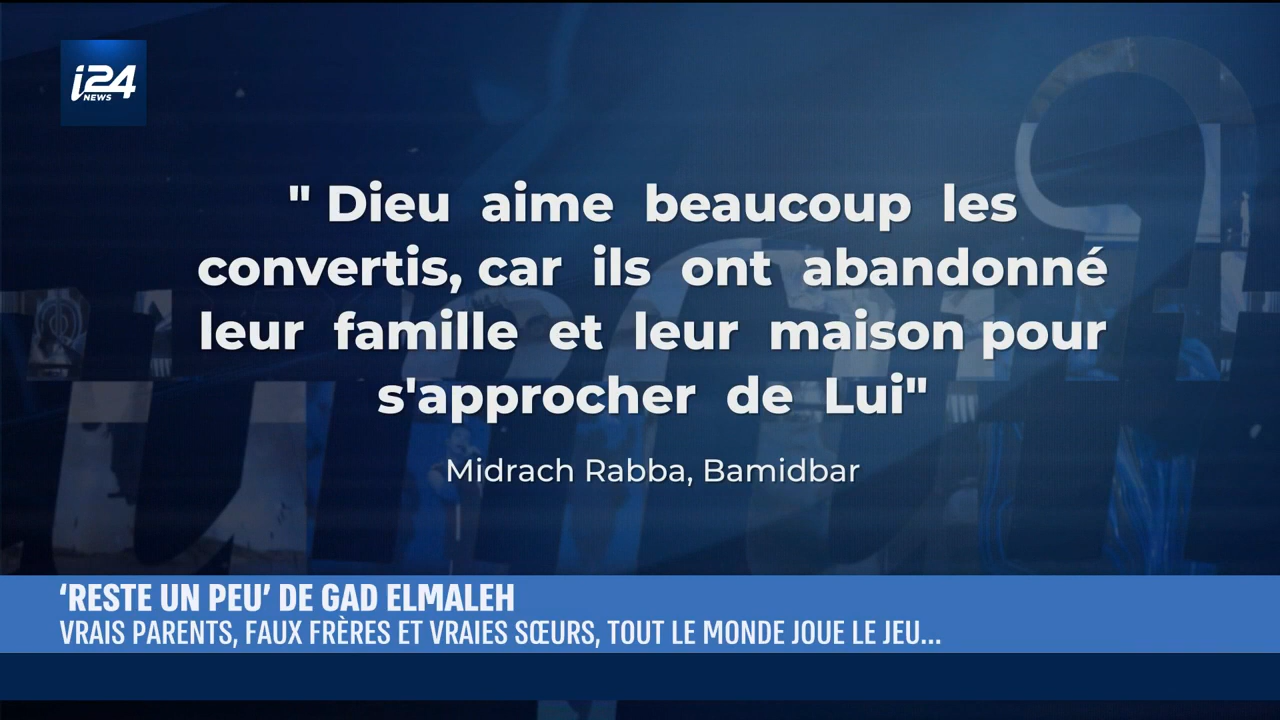 i24
NEWS
" Dieu aime beaucoup les
convertis, car ils ont abandonné
leur famille et leur maison pour
s'approcher de Lui"
Midrach Rabba, Bamidbar
‘RESTE UN PEU’ DE GAD ELMALEH
VRAIS PARENTS, FAUX FRÈRES ET VRAIES SŒURS, TOUT LE MONDE JOUE LE JEU...